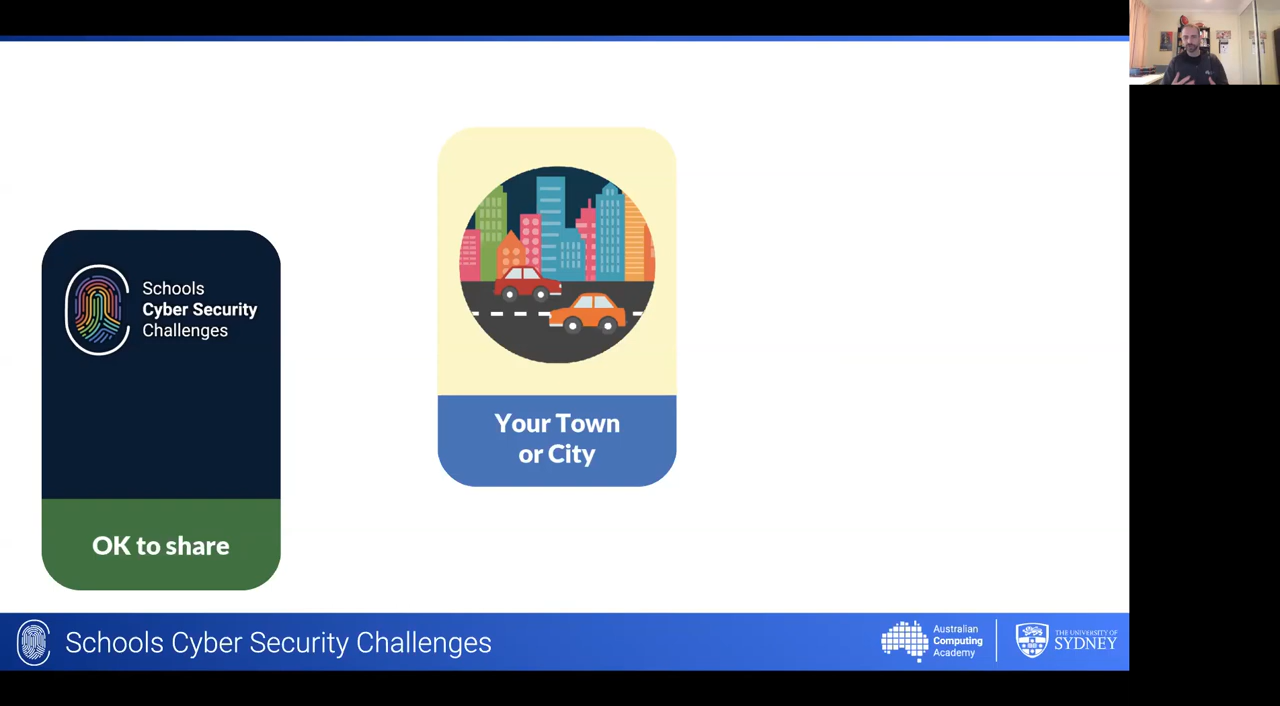 Schools
Cyber Security
Challenges
OK to share
Your Town
or City
Schools Cyber Security Challenges
Australian
Computing
Academy
THE UNIVERSITY OF
SYDNEY